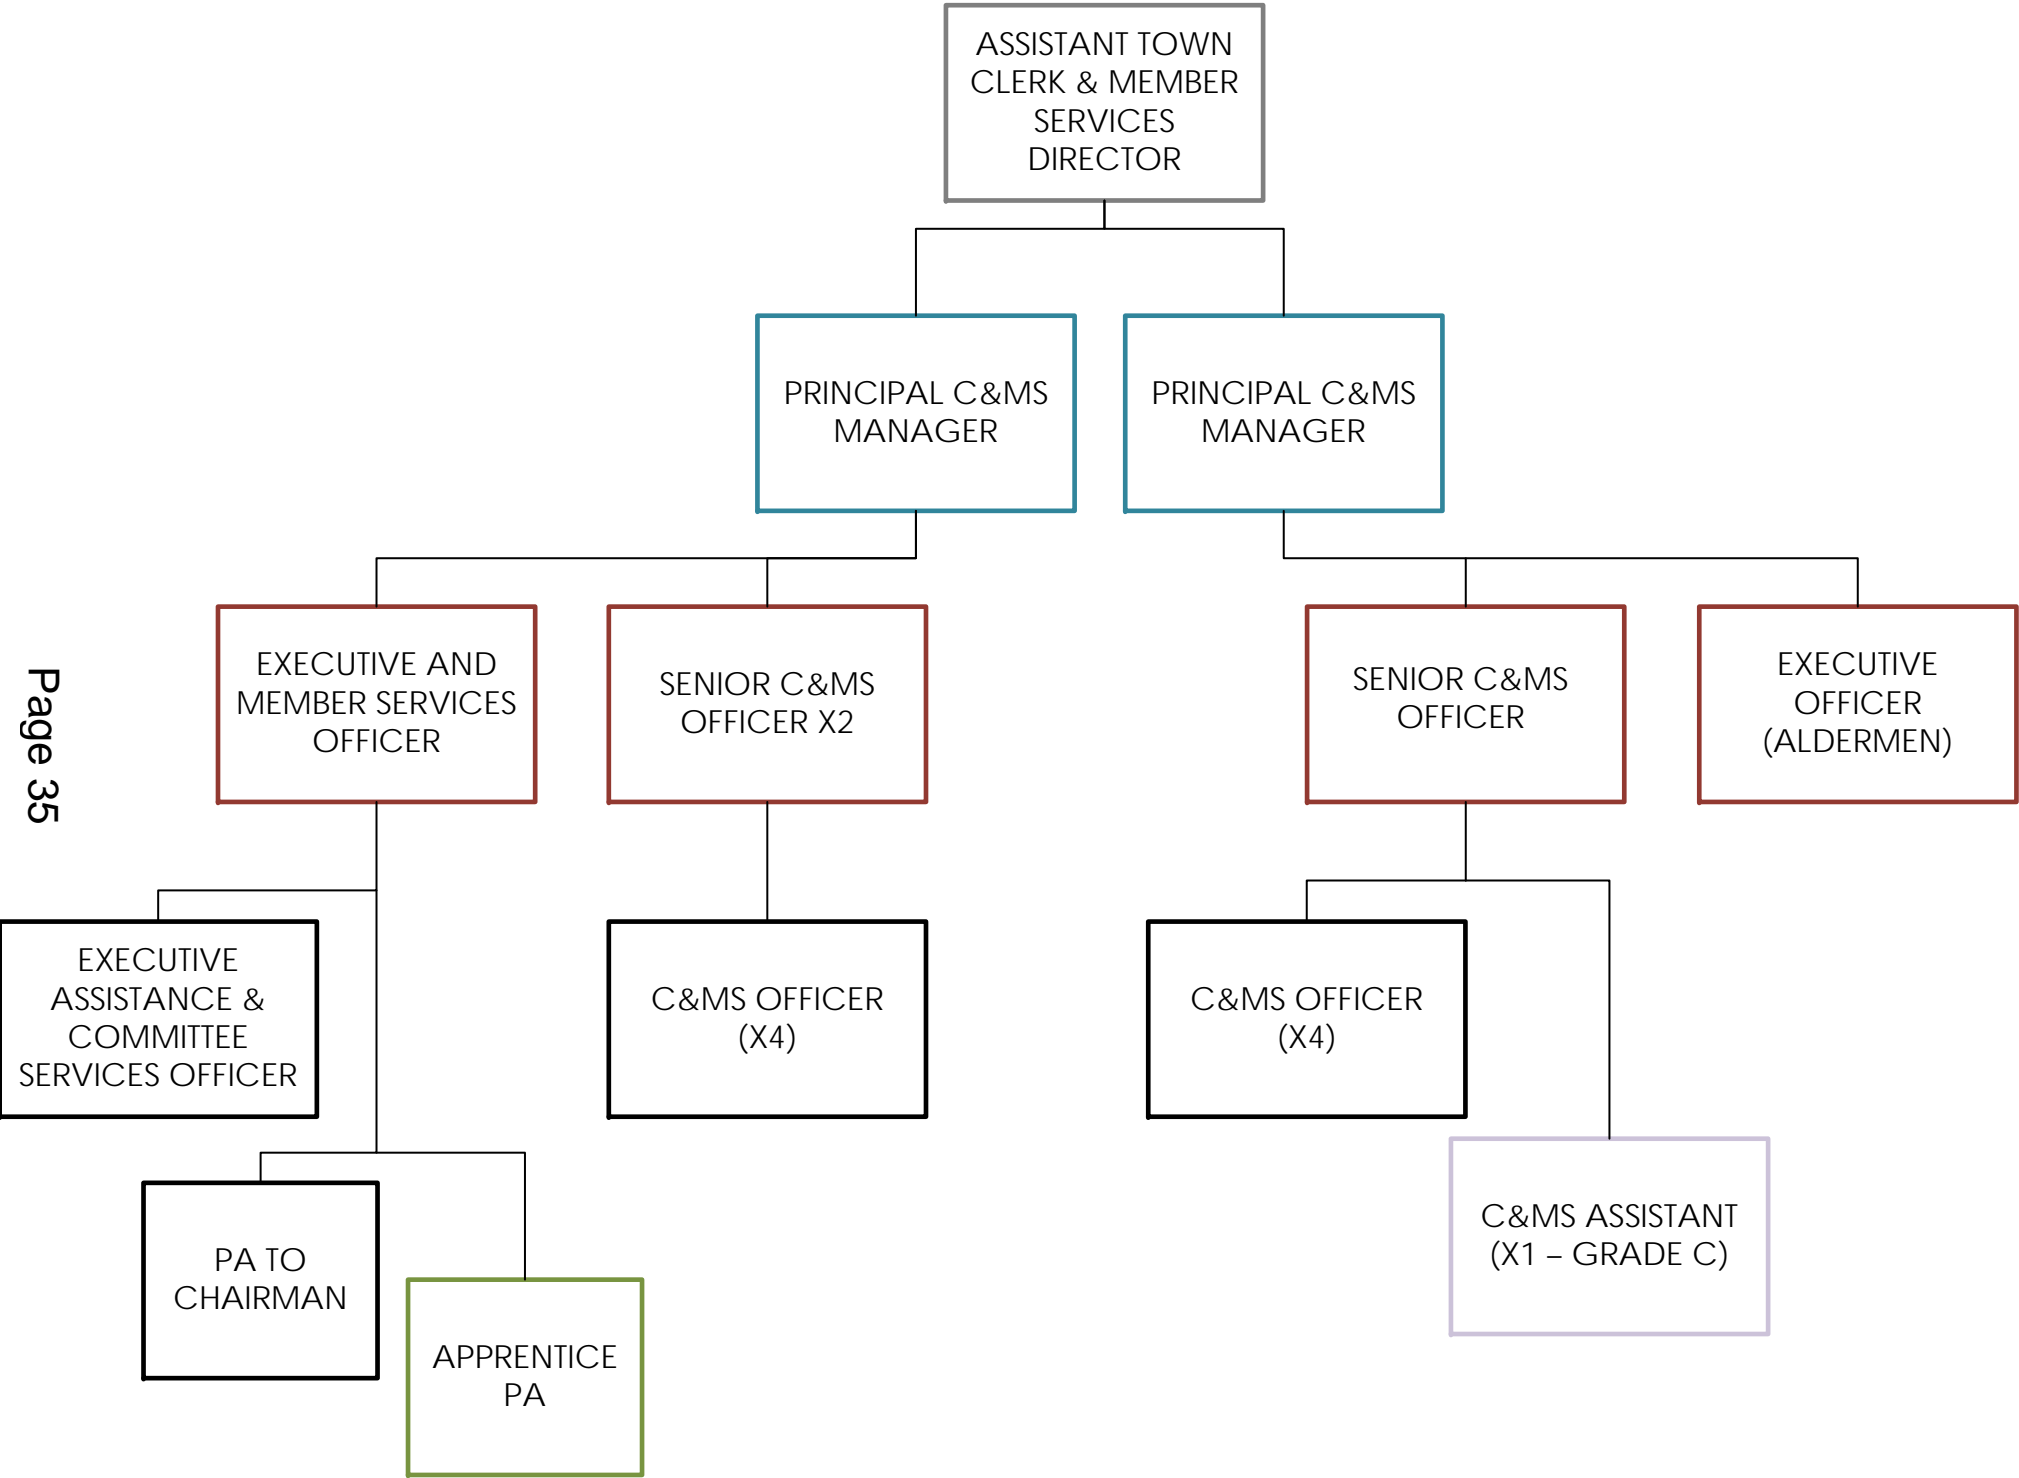 ASSISTANT TOWN
CLERK & MEMBER
SERVICES
DIRECTOR
PRINCIPAL C&MS
MANAGER
PRINCIPAL C&MS
MANAGER
EXECUTIVE AND
MEMBER SERVICES
OFFICER
SENIOR C&MS
OFFICER X2
SENIOR C&MS
OFFICER
EXECUTIVE
OFFICER
(ALDERMEN)
Page 35
EXECUTIVE
ASSISTANCE &
COMMITTEE
SERVICES OFFICER
C&MS OFFICER
(X4)
C&MS OFFICER
(X4)
PA TO
CHAIRMAN
APPRENTICE
PA
C&MS ASSISTANT
(X1 – GRADE C)